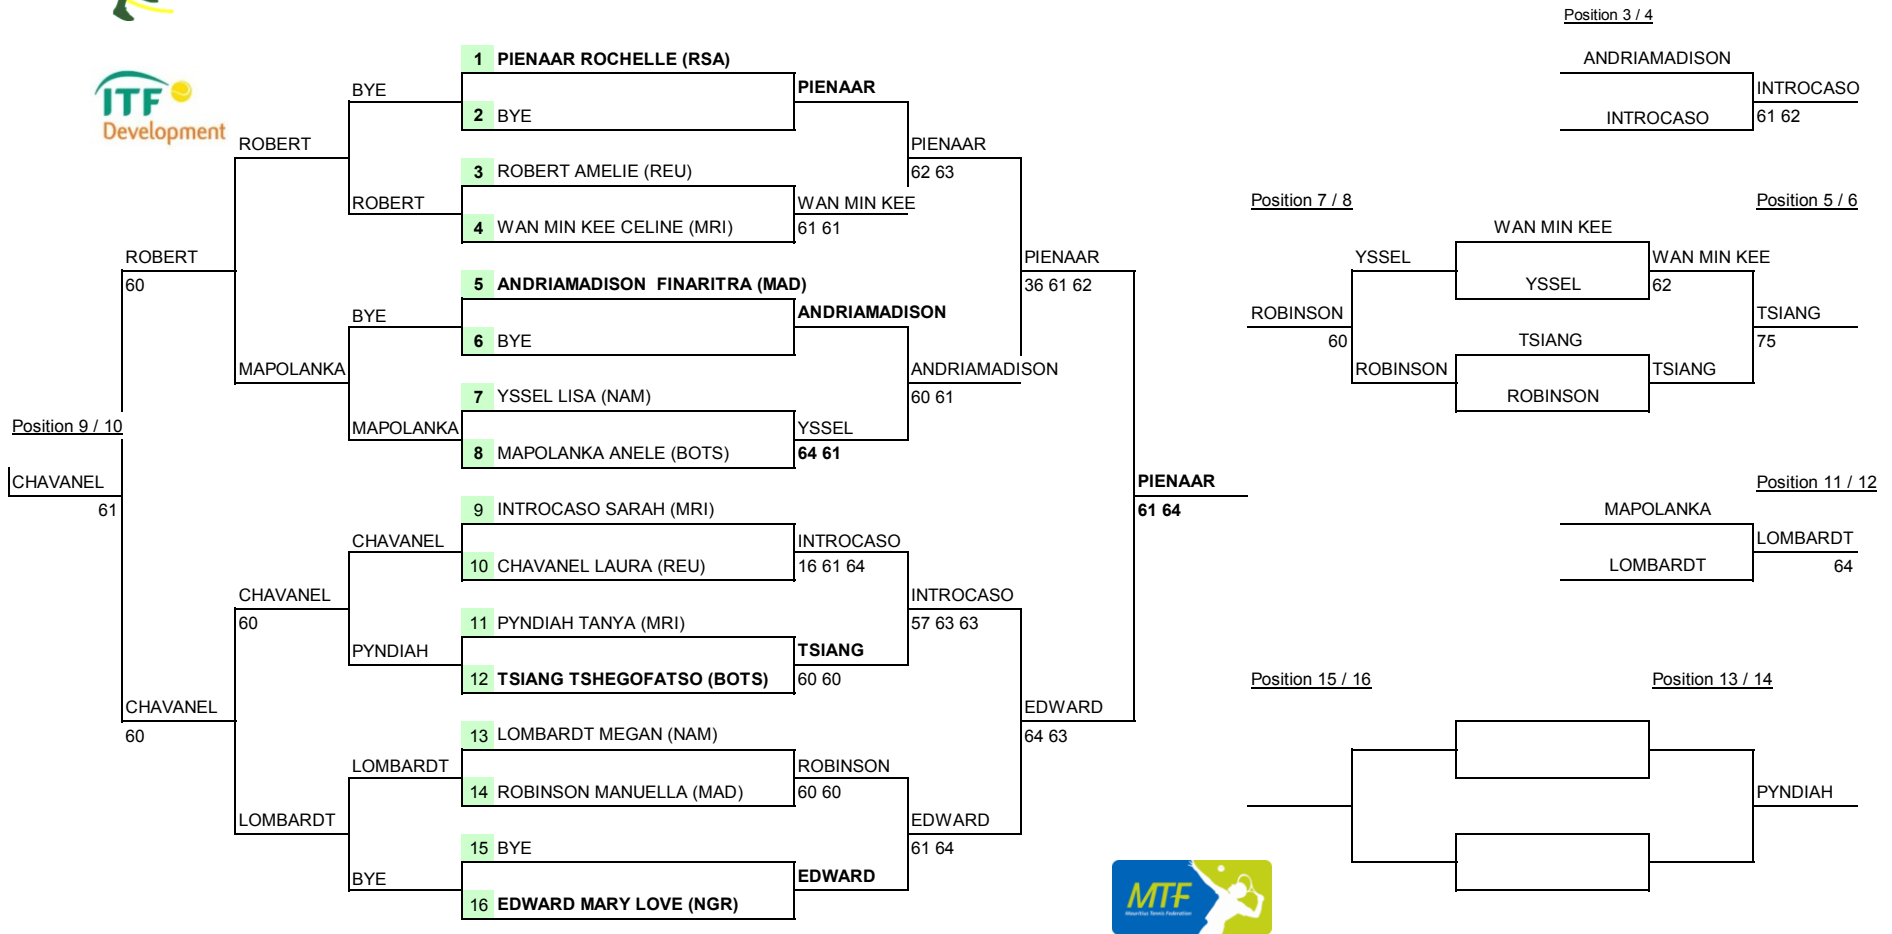 Position 3 / 4
1 PIENAAR ROCHELLE (RSA)
ANDRIAMADISON
ITF
Development
BYE
PIENAAR
INTROCASO
2 BYE
INTROCASO
61 62
ROBERT
PIENAAR
3 ROBERT AMELIE (REU)
62 63
ROBERT
WAN MIN KEE
Position 7 / 8
Position 5 / 6
4 WAN MIN KEE CELINE (MRI)
61 61
WAN MIN KEE
ROBERT
PIENAAR
YSSEL
WAN MIN KEE
60
5 ANDRIAMADISON FINARITRA (MAD)
36 61 62
YSSEL
62
BYE
ANDRIAMADISON
ROBINSON
TSIANG
6 BYE
60
TSIANG
75
MAPOLANKA
ANDRIAMADISON
ROBINSON
TSIANG
7 YSSEL LISA (NAM)
60 61
ROBINSON
Position 9 / 10
MAPOLANKA
YSSEL
8 MAPOLANKA ANELE (BOTS)
64 61
CHAVANEL
PIENAAR
Position 11 / 12
61
9 INTROCASO SARAH (MRI)
61 64
MAPOLANKA
CHAVANEL
INTROCASO
LOMBARDT
10 CHAVANEL LAURA (REU)
16 61 64
LOMBARDT
64
CHAVANEL
INTROCASO
60
11 PYNDIAH TANYA (MRI)
57 63 63
PYNDIAH
TSIANG
12 TSIANG TSHEGOFATSO (BOTS)
60 60
Position 15 / 16
Position 13 / 14
CHAVANEL
EDWARD
60
13 LOMBARDT MEGAN (NAM)
64 63
LOMBARDT
ROBINSON
14 ROBINSON MANUELLA (MAD)
60 60
PYNDIAH
LOMBARDT
EDWARD
15 BYE
61 64
BYE
EDWARD
16 EDWARD MARY LOVE (NGR)
MTF
Mauritius Tennis Federation